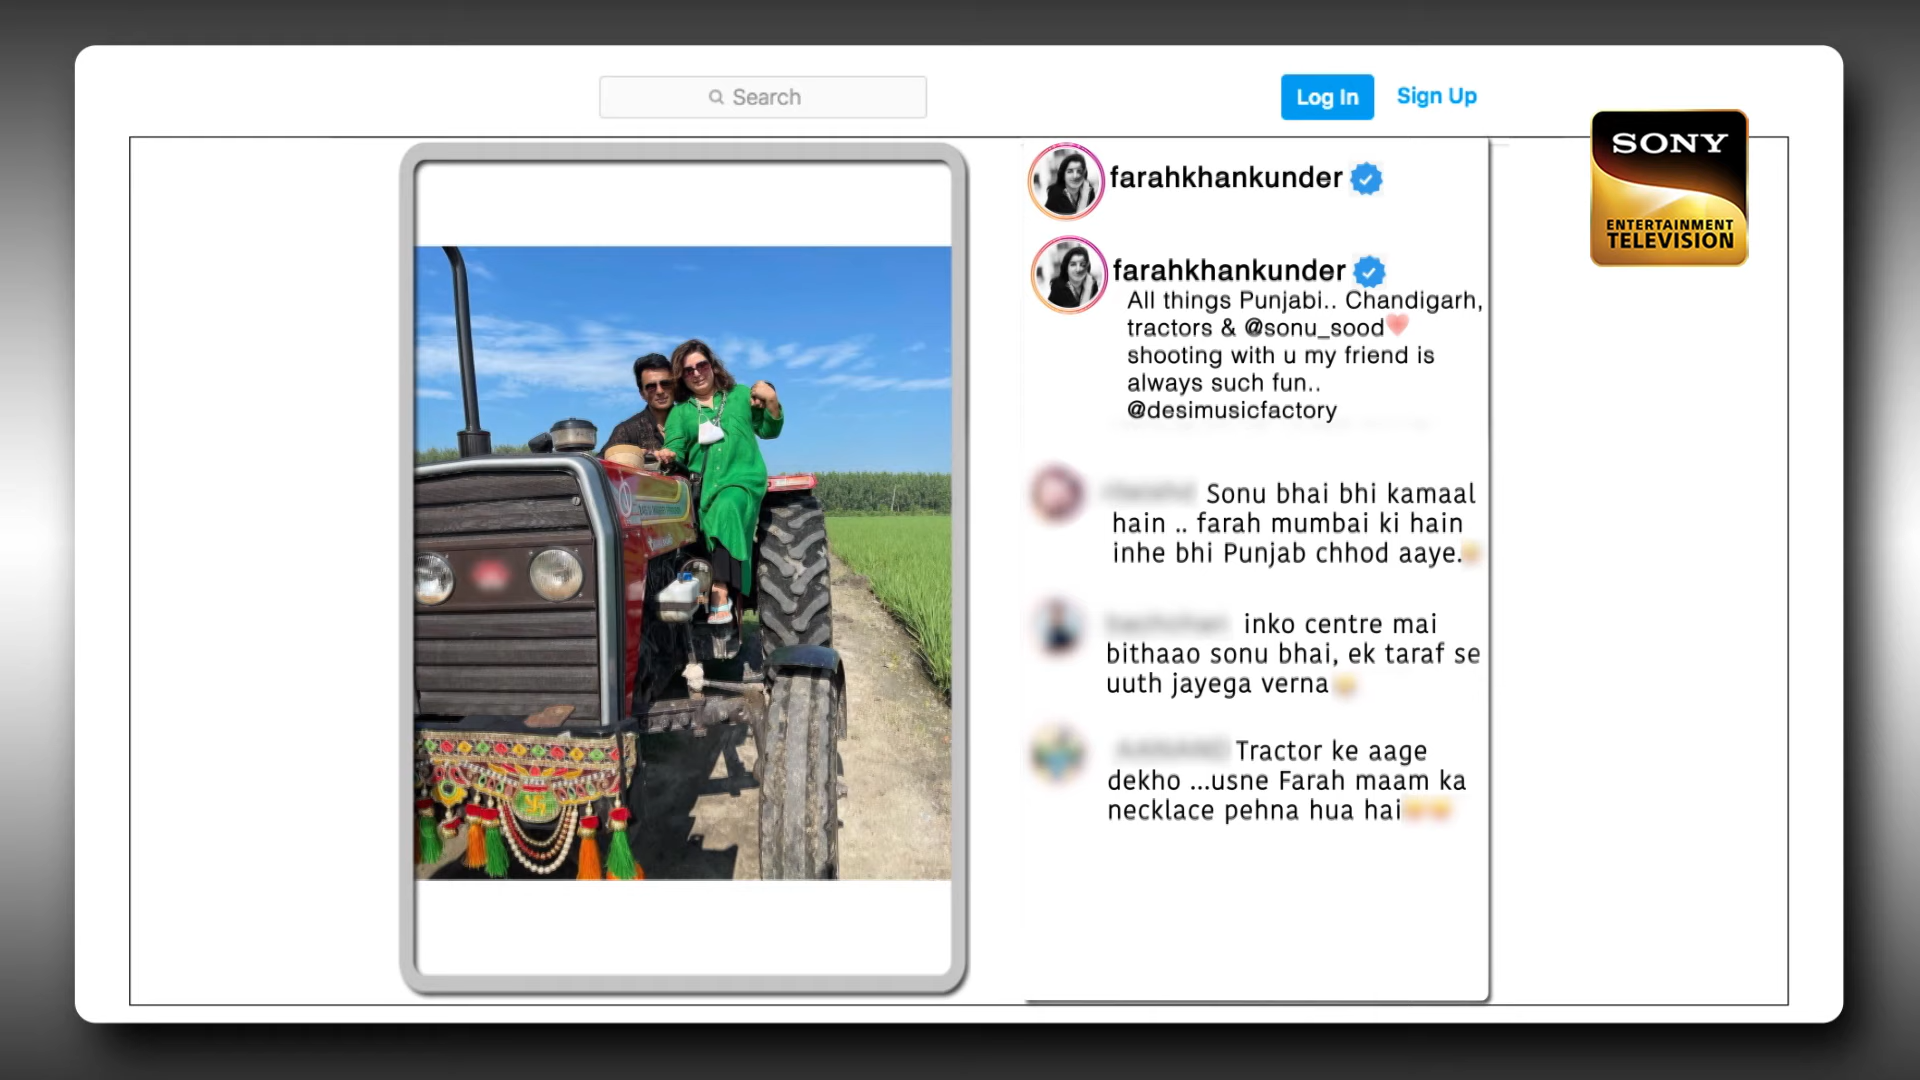 Search
Log In
Sign Up
SONY
ENTERTAINMENT
TELEVISION
farahkhankunder
farahkhankunder
All things Punjabi.. Chandigarh,
tractors & @sonu_sood
shooting with u my friend is
always such fun..
@desimusicfactory
Sonu bhai bhi kamaal
hain .. farah mumbai ki hain
inhe bhi Punjab chhod aaye.
inko centre mai
bithaao sonu bhai, ek taraf se
uuth jayega verna
Tractor ke aage
dekho ...usne Farah maam ka
necklace pehna hua hai